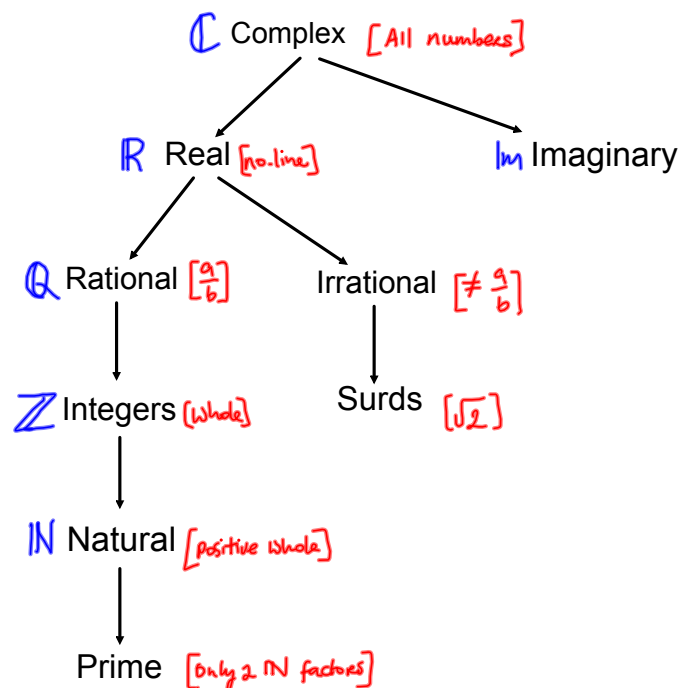 ℂ Complex [All numbers]
ℝ Real [no.line]
Im Imaginary
ℚ Rational [a/b]
Irrational [≠ a/b]
ℤ Integers [whole]
Surds [√2]
ℕ Natural [positive whole]
Prime [only 2 ℕ factors]